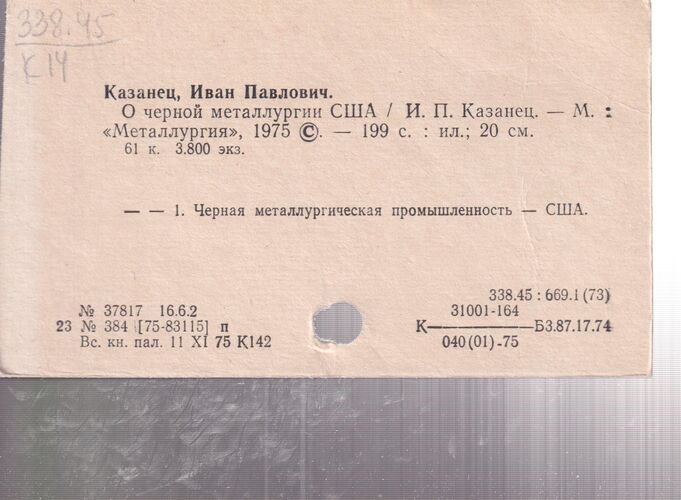 338.45
К14
Казанец, Иван Павлович.
О черной металлургии США / И. П. Казанец. — М. :
«Металлургия», 1975 ©. — 199 с. : ил.; 20 см.
61 к. 3.800 экз.
— — 1. Черная металлургическая промышленность — США.
338.45 : 669.1 (73)
№ 37817 16.6.2
31001-164
23 № 384 [75-83115] п
К————Б3.87.17.74
Вс. кн. пал. 11 XI 75 К142
040(01)-75